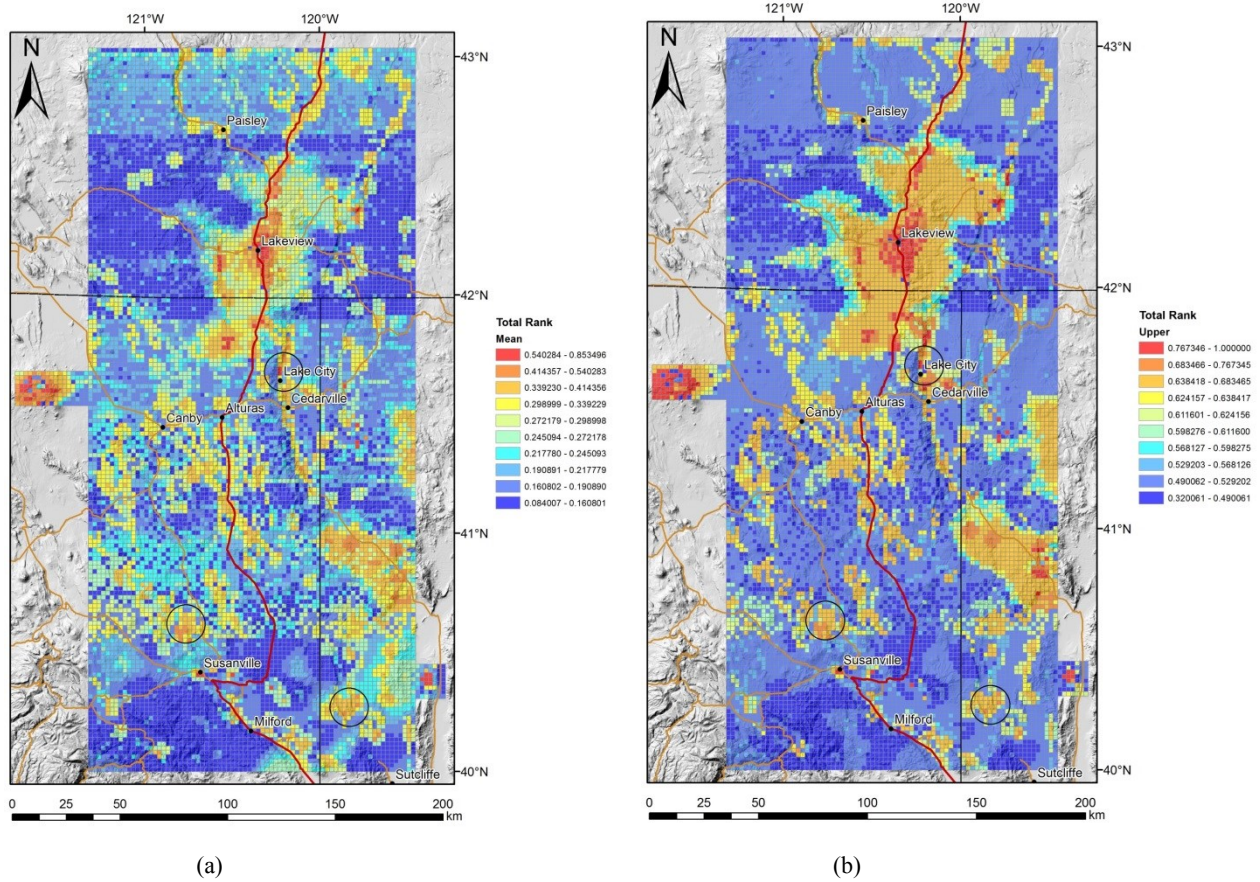 121°W
120°W
N
43°N
Paisley
Lakeview
42°N
Lake City
Cedarville
Alturas
Canby
41°N
Susanville
Milford
40°N
Sutcliffe
0 25 50 100 150 200
km
Total Rank
Mean
0.540284 - 0.853496
0.414357 - 0.540283
0.339230 - 0.414356
0.298999 - 0.339229
0.272179 - 0.298998
0.245094 - 0.272178
0.217780 - 0.245093
0.190891 - 0.217779
0.160802 - 0.190890
0.084007 - 0.160801
(a)
121°W
120°W
N
43°N
Paisley
Lakeview
42°N
Lake City
Cedarville
Alturas
Canby
41°N
Susanville
Milford
40°N
Sutcliffe
0 25 50 100 150 200
km
Total Rank
Upper
0.767346 - 1.000000
0.683466 - 0.767345
0.638418 - 0.683465
0.624157 - 0.638417
0.611601 - 0.624156
0.598276 - 0.611600
0.568127 - 0.598275
0.529203 - 0.568126
0.490062 - 0.529202
0.320061 - 0.490061
(b)